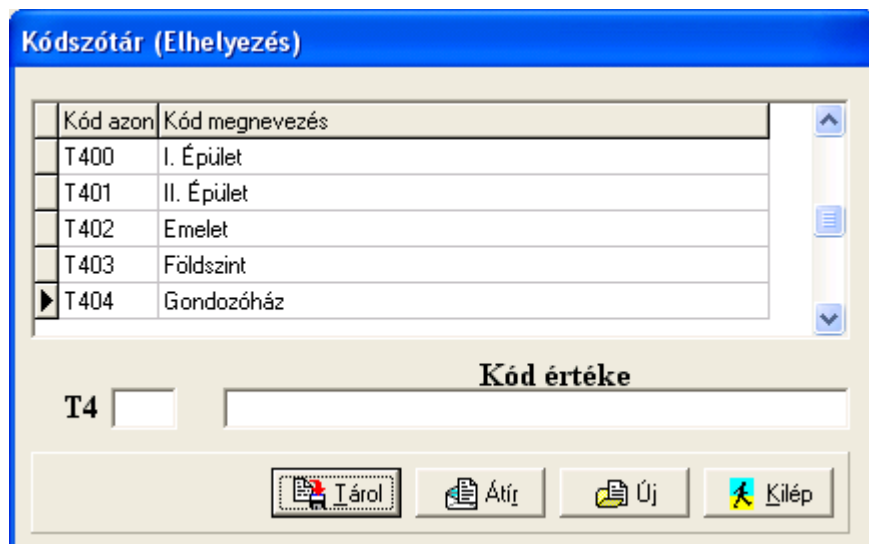 Kódszótár (Elhelyezés)
Kód azon Kód megnevezés
T400 I. Épület
T401 II. Épület
T402 Emelet
T403 Földszint
T404 Gondozóház
Kód értéke
T4
Tárol Átír Új Kilép